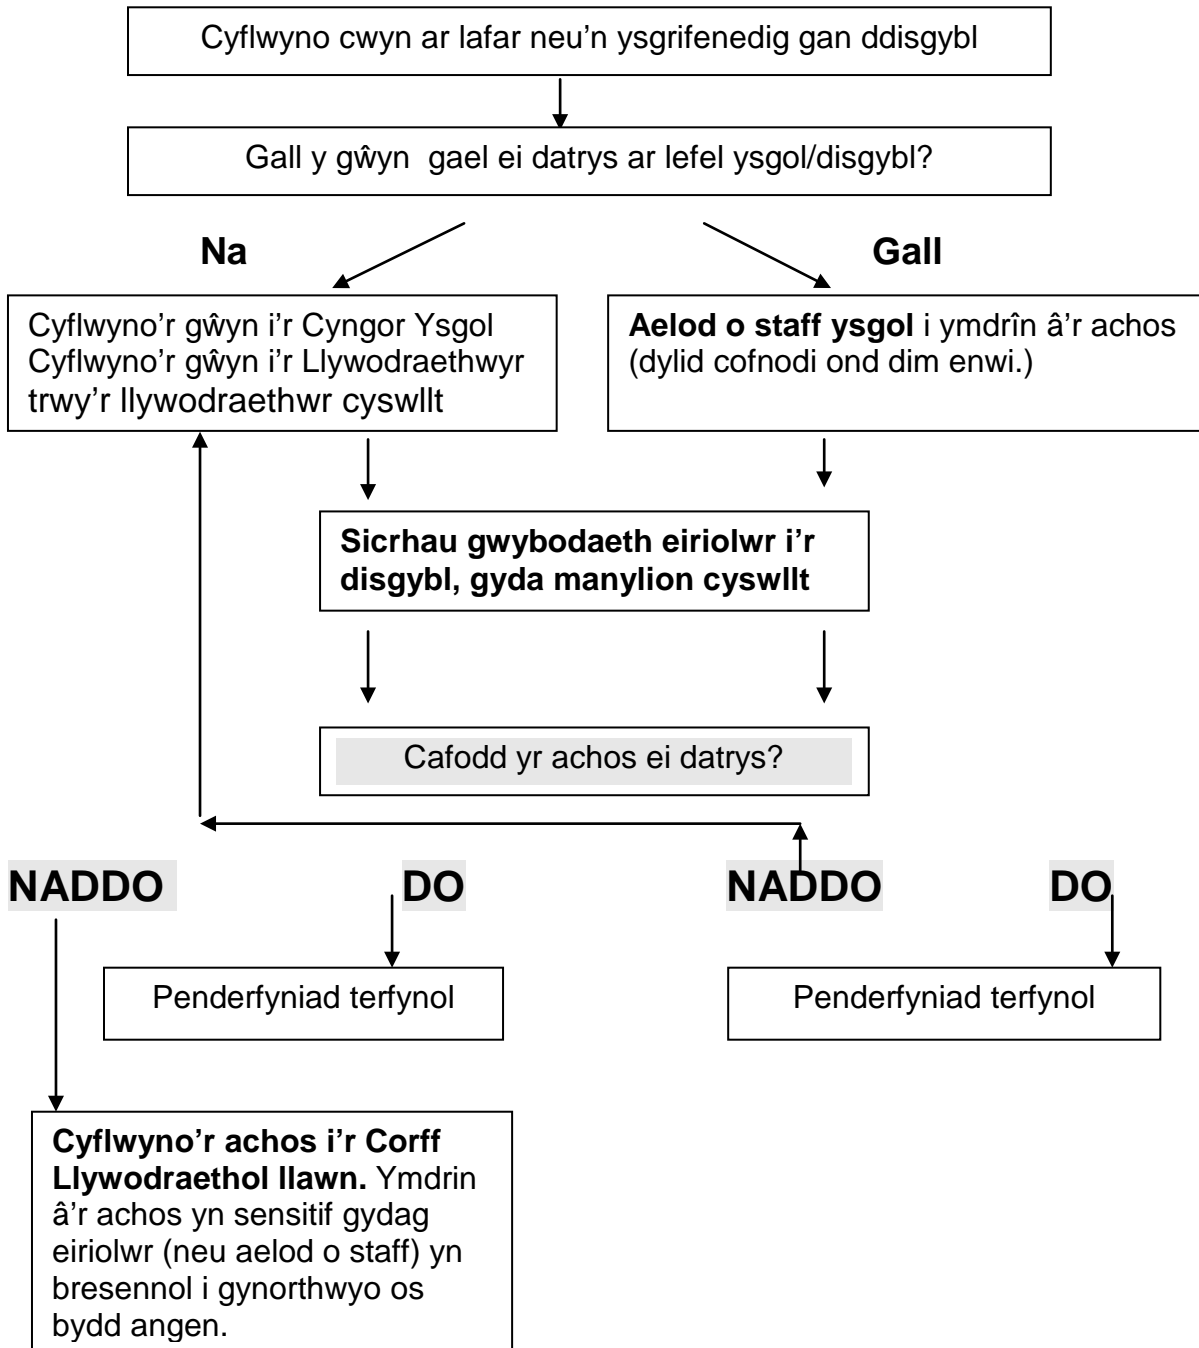 Cyflwyno cwyn ar lafar neu'n ysgrifenedig gan ddisgybl
Gall y gŵyn gael ei datrys ar lefel ysgol/disgybl?
Na
Gall
Cyflwyno'r gŵyn i'r Cyngor Ysgol
Cyflwyno'r gŵyn i'r Llywodraethwyr
trwy'r llywodraethwr cyswllt
Aelod o staff ysgol i ymdrîn â'r achos
(dylid cofnodi ond dim enwi.)
Sicrhau gwybodaeth eiriolwr i'r
disgybl, gyda manylion cyswllt
Cafodd yr achos ei datrys?
NADDO
DO
NADDO
DO
Penderfyniad terfynol
Penderfyniad terfynol
Cyflwyno'r achos i'r Corff
Llywodraethol llawn. Ymdrin
â'r achos yn sensitif gydag
eiriolwr (neu aelod o staff) yn
bresennol i gynorthwyo os
bydd angen.